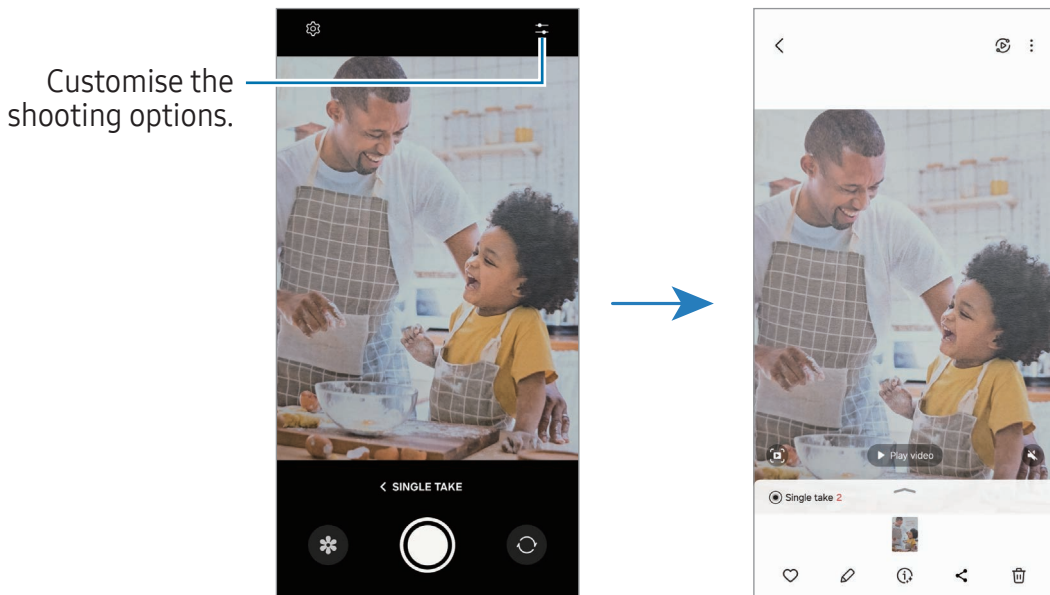 Customise the
shooting options.
SINGLE TAKE
Play video
Single take 2